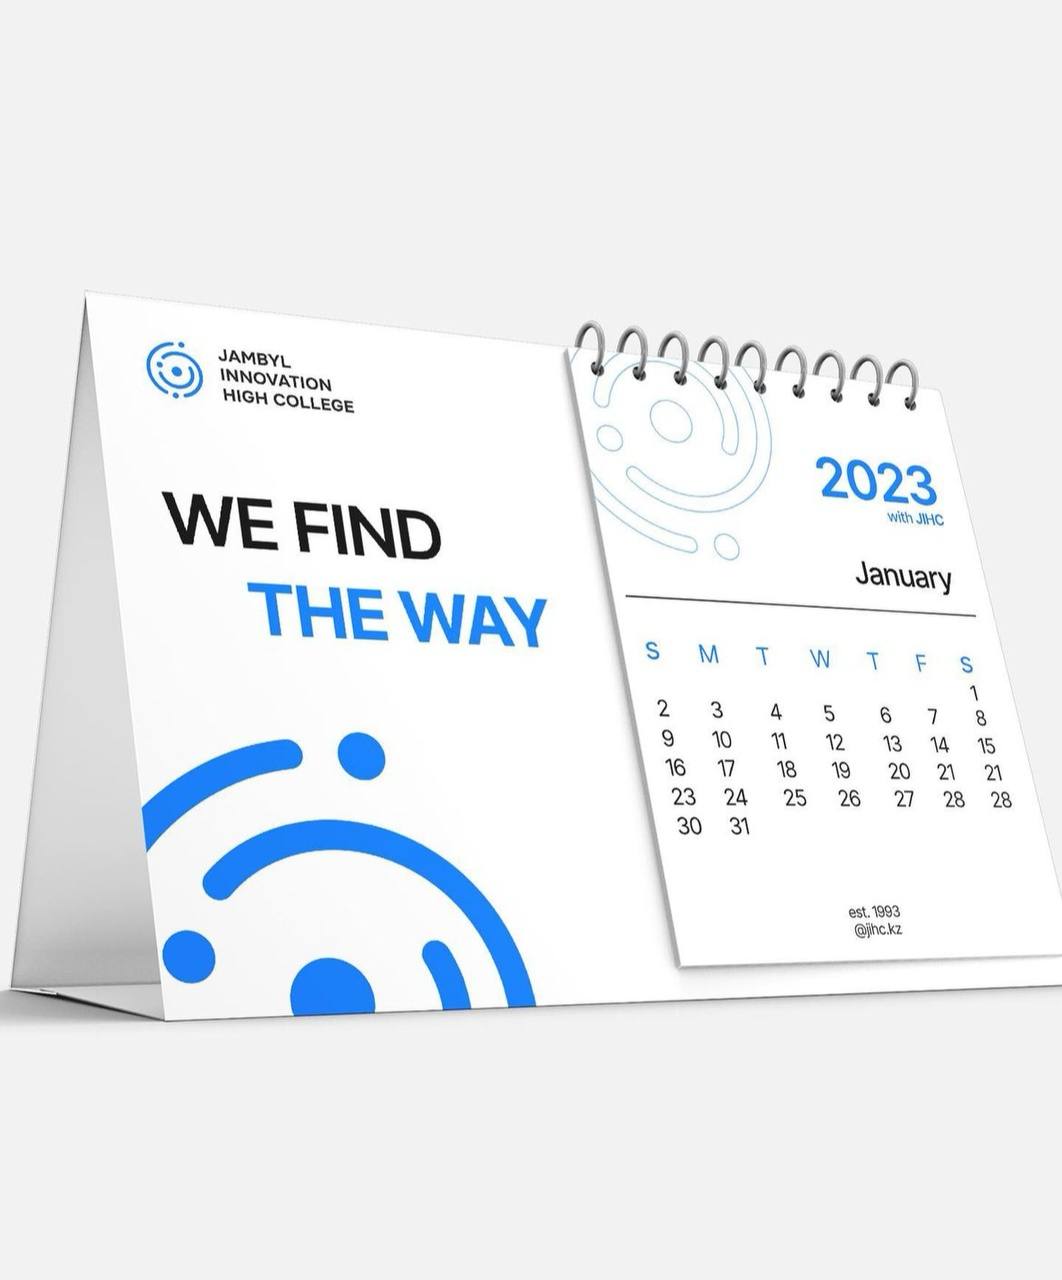 JAMBYL
INNOVATION
HIGH COLLEGE
WE FIND
THE WAY
2023
with JIHC
January
S M T W T F S
1
2 3 4 5 6 7 8
9 10 11 12 13 14 15
16 17 18 19 20 21 21
23 24 25 26 27 28 28
30 31
est. 1993
@jihc.kz